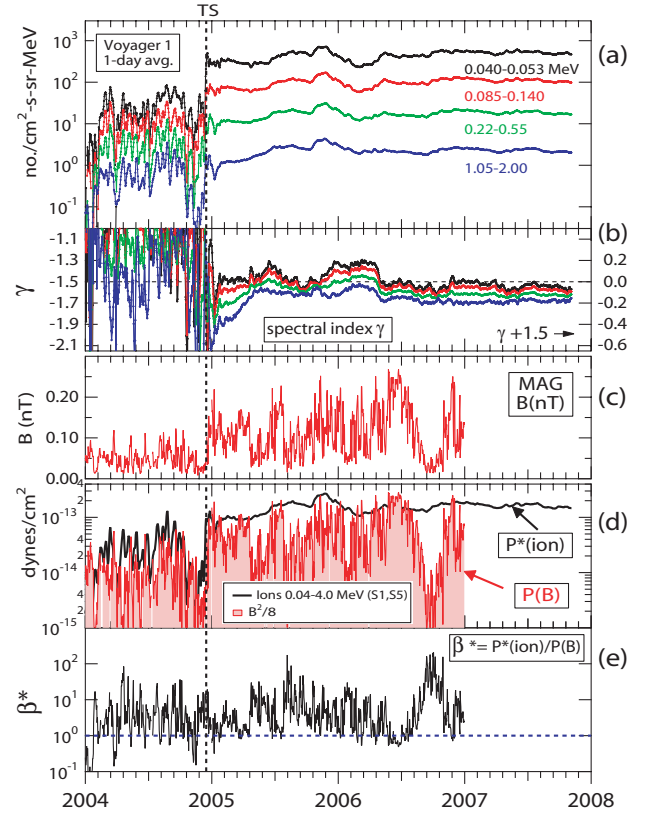 TS
Voyager 1
1-day avg.
(a)
no./cm²-s-sr-MeV
10³
10²
10¹
10⁰
10⁻¹
0.040-0.053 MeV
0.085-0.140
0.22-0.55
1.05-2.00
(b)
γ
-1.1
-1.3
-1.5
-1.7
-1.9
-2.1
0.2
0.0
-0.2
-0.4
-0.6
spectral index γ
γ +1.5 →
(c)
B (nT)
0.20
0.10
0.00
MAG
B(nT)
2004 2005 2006 2007 2008
(d)
dynes/cm²
4
2
10⁻¹³
4
2
10⁻¹⁴
4
2
10⁻¹⁵
P*(ion)
P(B)
Ions 0.04-4.0 MeV (S1,S5)
B²/8
(e)
β*
10²
10¹
10⁰
10⁻¹
β *= P*(ion)/P(B)
2004 2005 2006 2007 2008